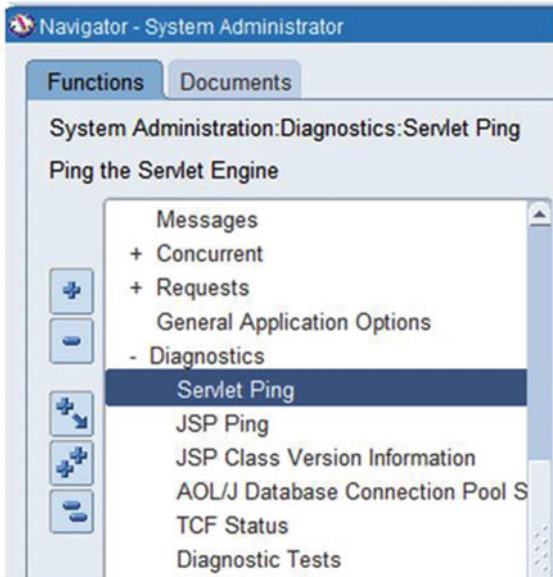 Navigator - System Administrator
Functions Documents
System Administration:Diagnostics:Servlet Ping
Ping the Servlet Engine
Messages
+ Concurrent
+ Requests
General Application Options
- Diagnostics
Servlet Ping
JSP Ping
JSP Class Version Information
AOL/J Database Connection Pool S
TCF Status
Diagnostic Tests